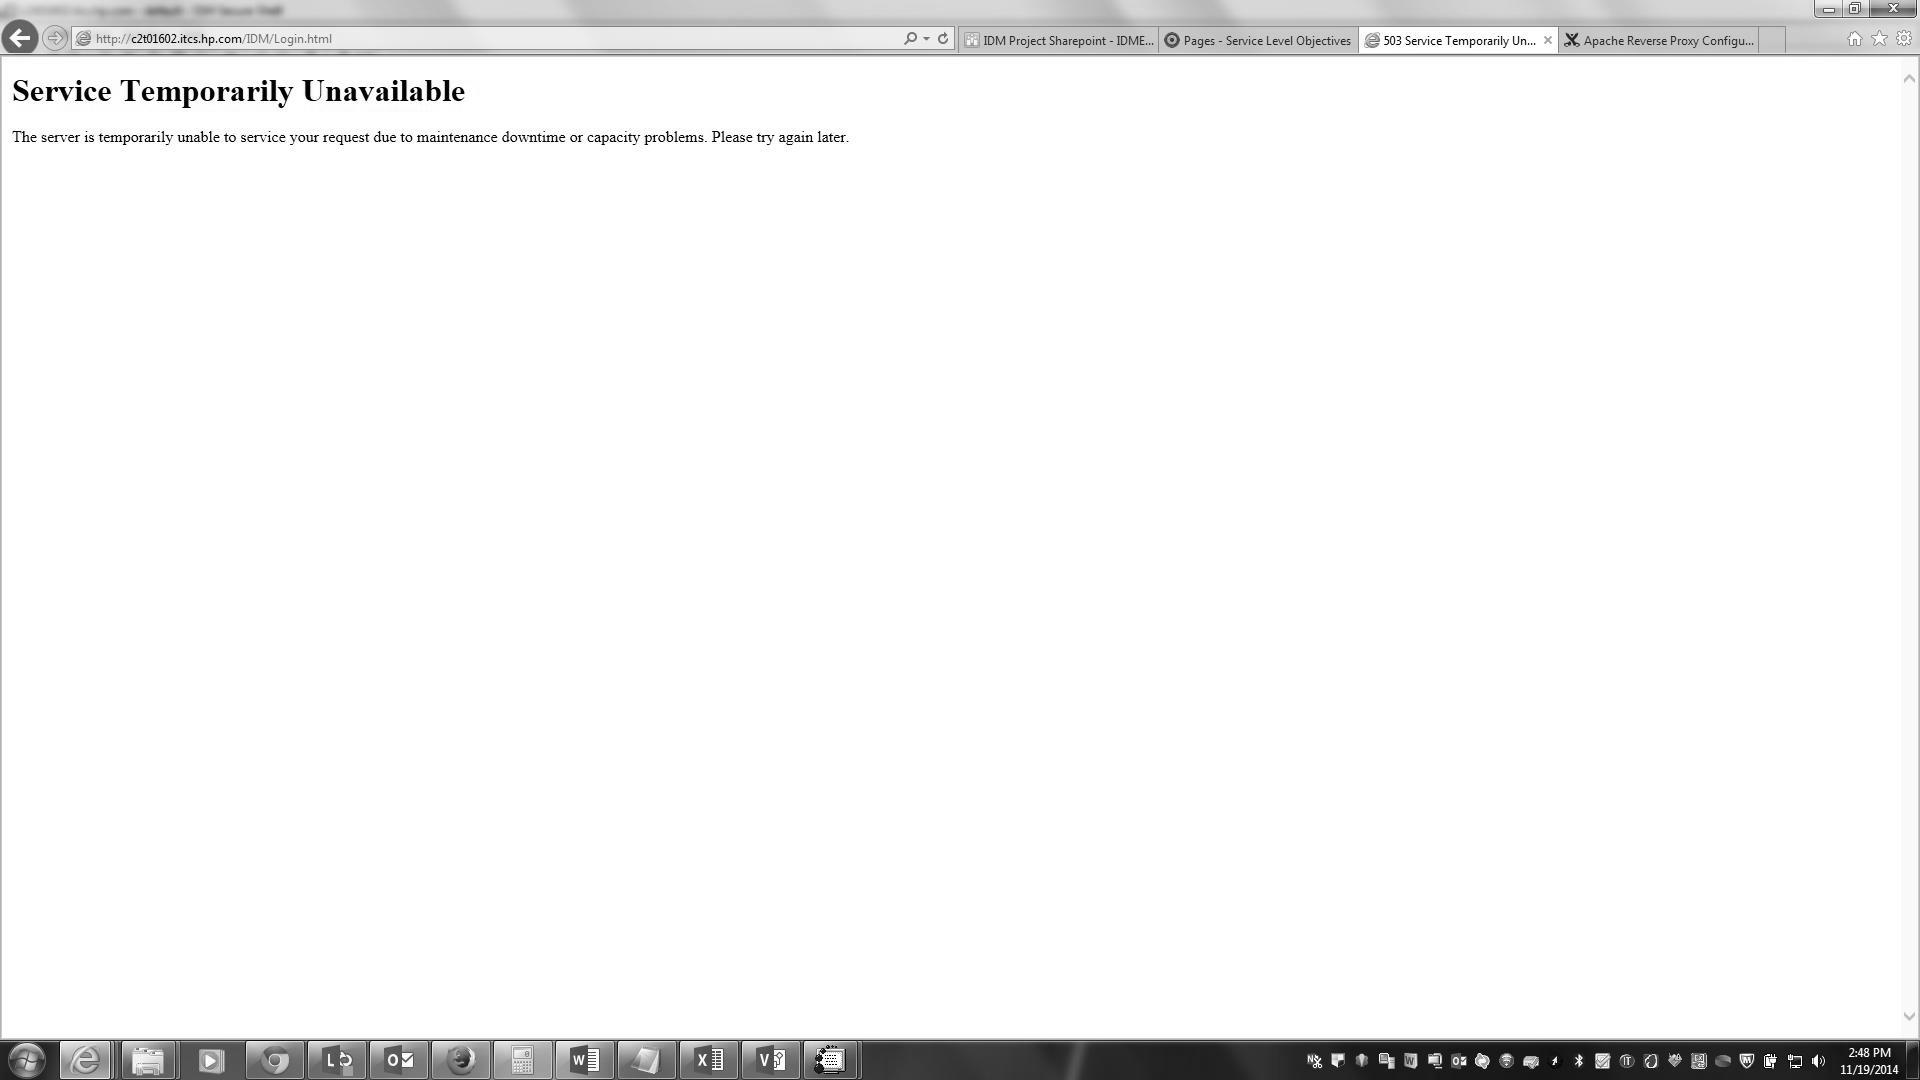 http://c2t01602.itcs.hp.com/IDM/Login.html
IDM Project Sharepoint - IDME...
Pages - Service Level Objectives
503 Service Temporarily Un...
Apache Reverse Proxy Configu...
Service Temporarily Unavailable
The server is temporarily unable to service your request due to maintenance downtime or capacity problems. Please try again later.
2:48 PM
11/19/2014